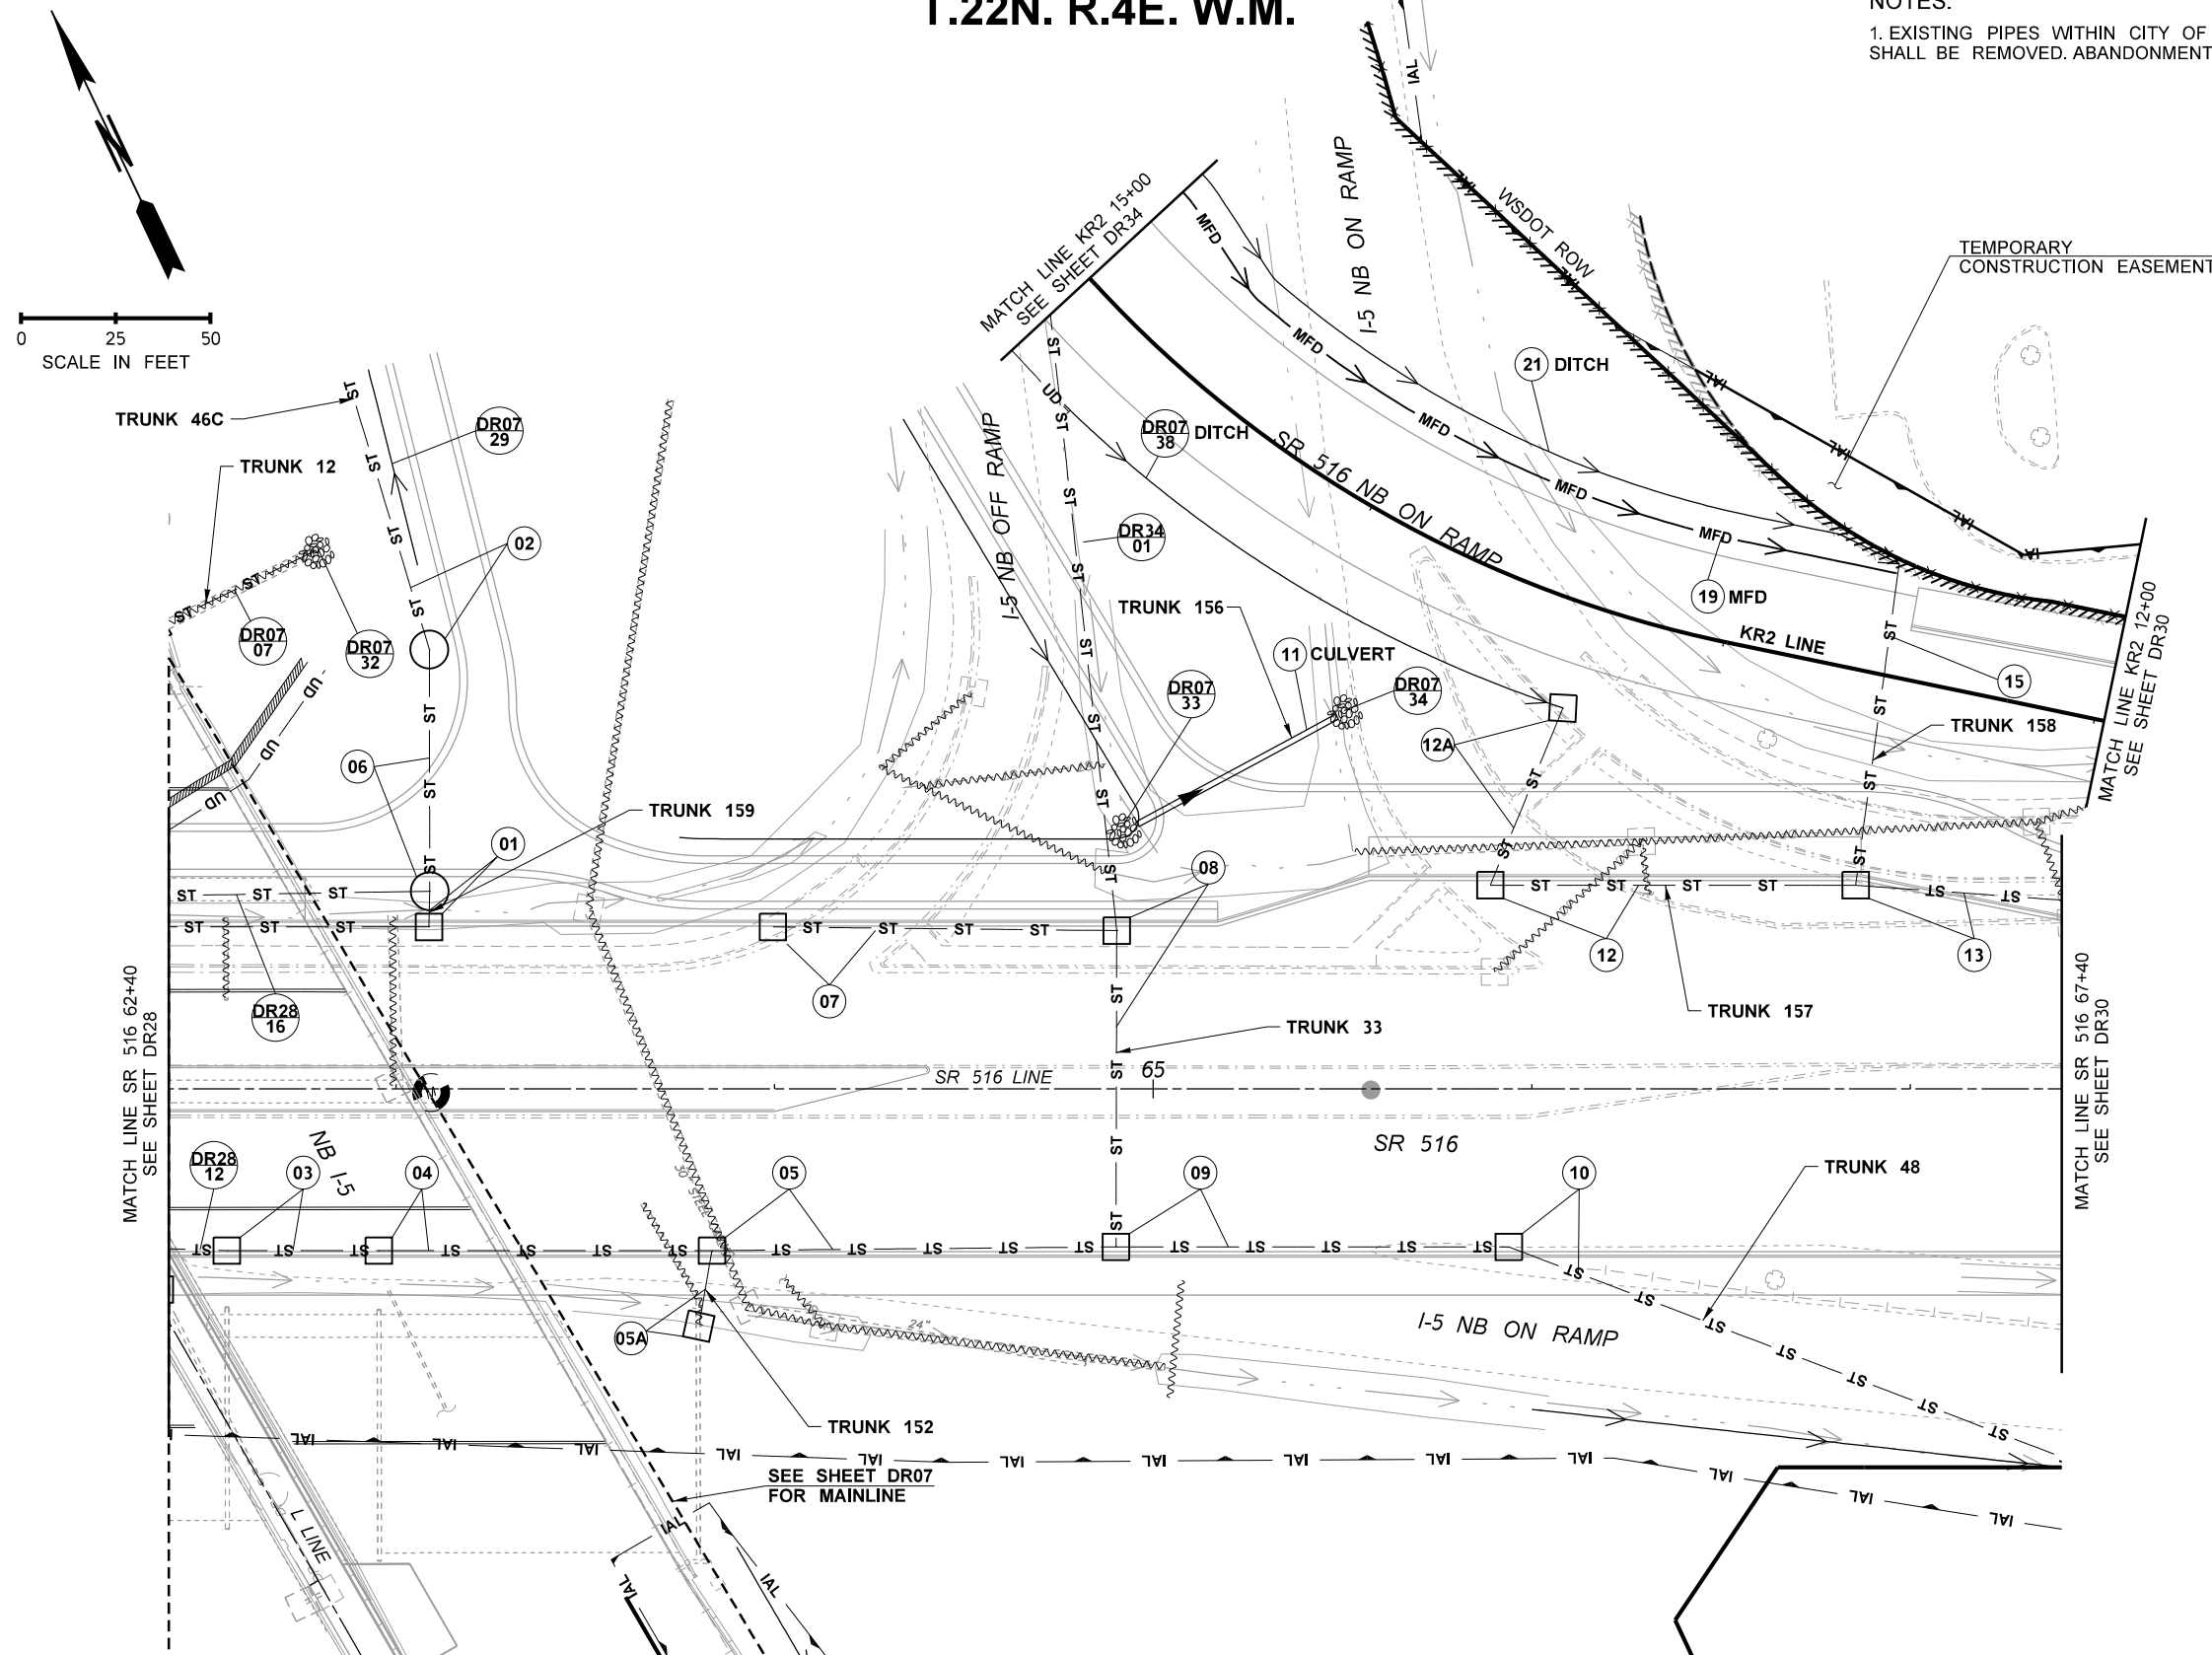 T.22N. R.4E. W.M.
NOTES:
1. EXISTING PIPES WITHIN CITY OF
SHALL BE REMOVED. ABANDONMENT
N
0 25 50
SCALE IN FEET
TRUNK 46C
TRUNK 12
DR07
29
02
DR07
07
DR07
32
06
01
TRUNK 159
MATCH LINE KR2 15+00
SEE SHEET DR34
I-5 NB ON RAMP
WSDOT ROW
TEMPORARY
CONSTRUCTION EASEMENT
21 DITCH
DR07
38
DITCH
SR 516 NB ON RAMP
I-5 NB OFF RAMP
DR34
01
TRUNK 156
11 CULVERT
DR07
33
DR07
34
19 MFD
KR2 LINE
15
TRUNK 158
12A
MATCH LINE KR2 12+00
SEE SHEET DR30
08
07
12
13
TRUNK 157
TRUNK 33
DR28
16
MATCH LINE SR 516 62+40
SEE SHEET DR28
SR 516 LINE
65
SR 516
MATCH LINE SR 516 67+40
SEE SHEET DR30
NB I-5
DR28
12
03
04
05
09
10
TRUNK 48
30" STEEL
05A
24"
I-5 NB ON RAMP
TRUNK 152
SEE SHEET DR07
FOR MAINLINE
L LINE
ST
UD
MFD
IAL